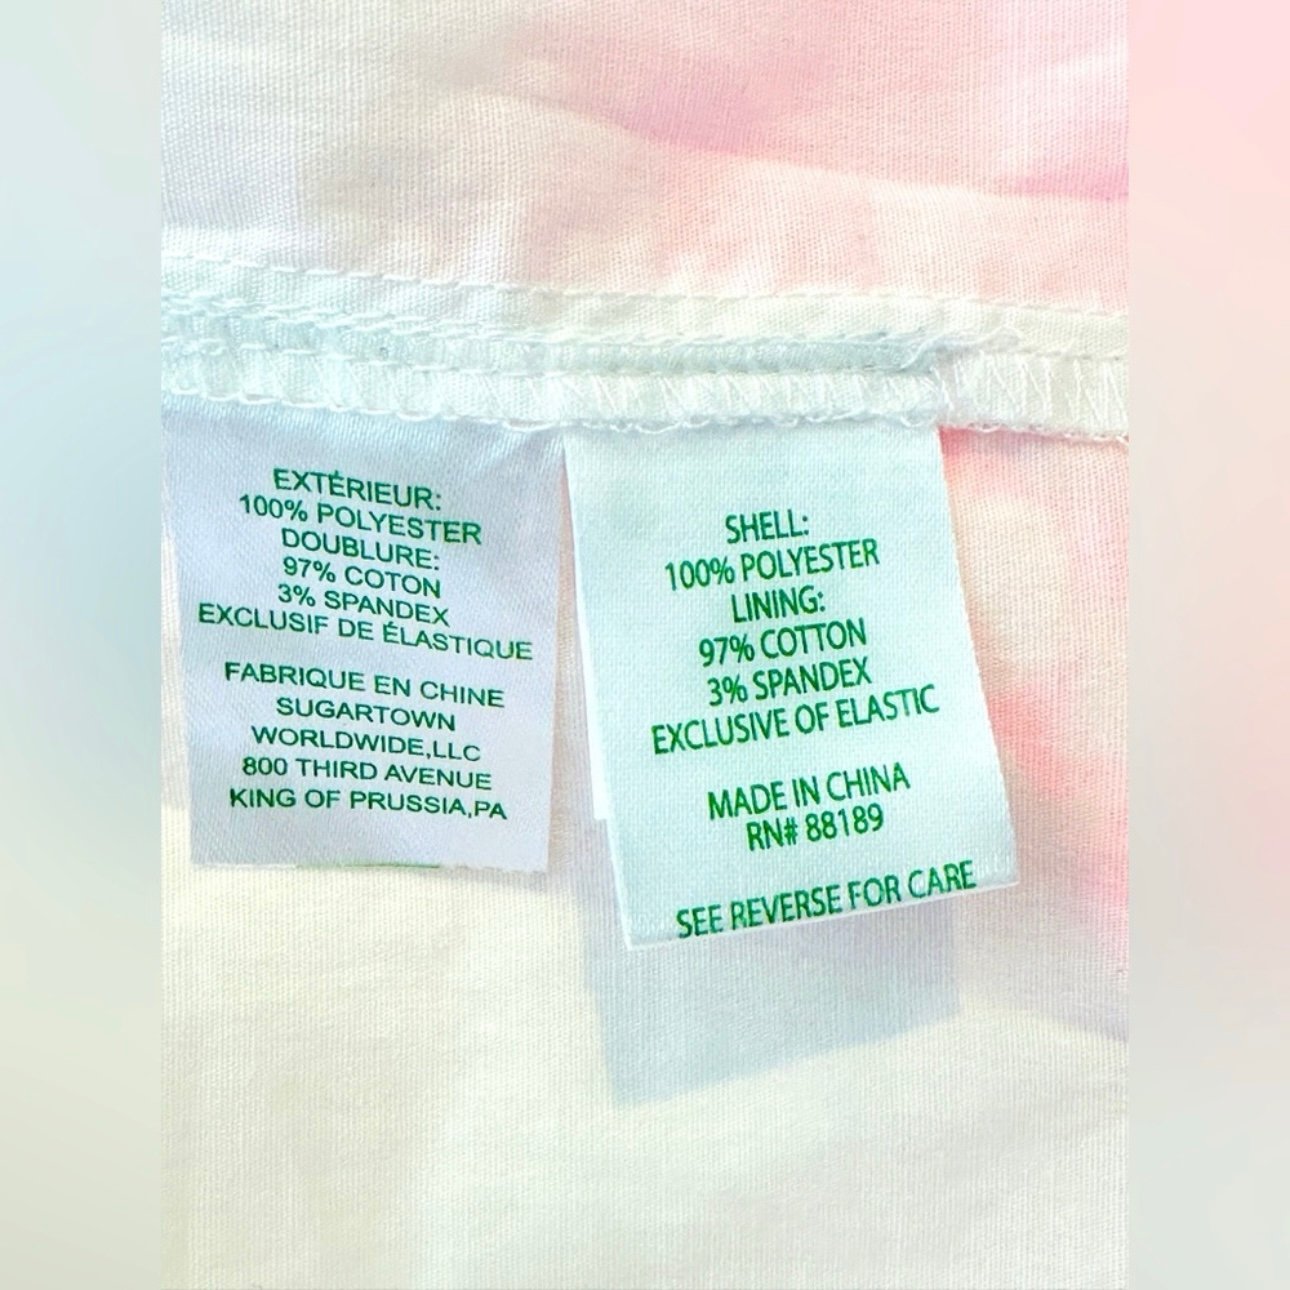 EXTÉRIEUR:
100% POLYESTER
DOUBLURE:
97% COTON
3% SPANDEX
EXCLUSIF DE ÉLASTIQUE
FABRIQUE EN CHINE
SUGARTOWN
WORLDWIDE,LLC
800 THIRD AVENUE
KING OF PRUSSIA,PA
SHELL:
100% POLYESTER
LINING:
97% COTTON
3% SPANDEX
EXCLUSIVE OF ELASTIC
MADE IN CHINA
RN# 88189
SEE REVERSE FOR CARE